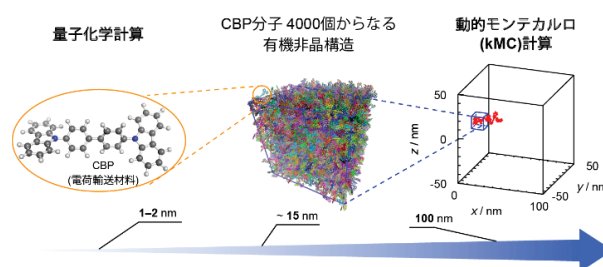 量子化学計算
CBP分子 4000個からなる
有機非晶構造
動的モンテカルロ
(kMC)計算
CBP
(電荷輸送材料)
50
0
-50
z / nm
0
100
x / nm
50
0
-50
y / nm
1–2 nm
~ 15 nm
100 nm